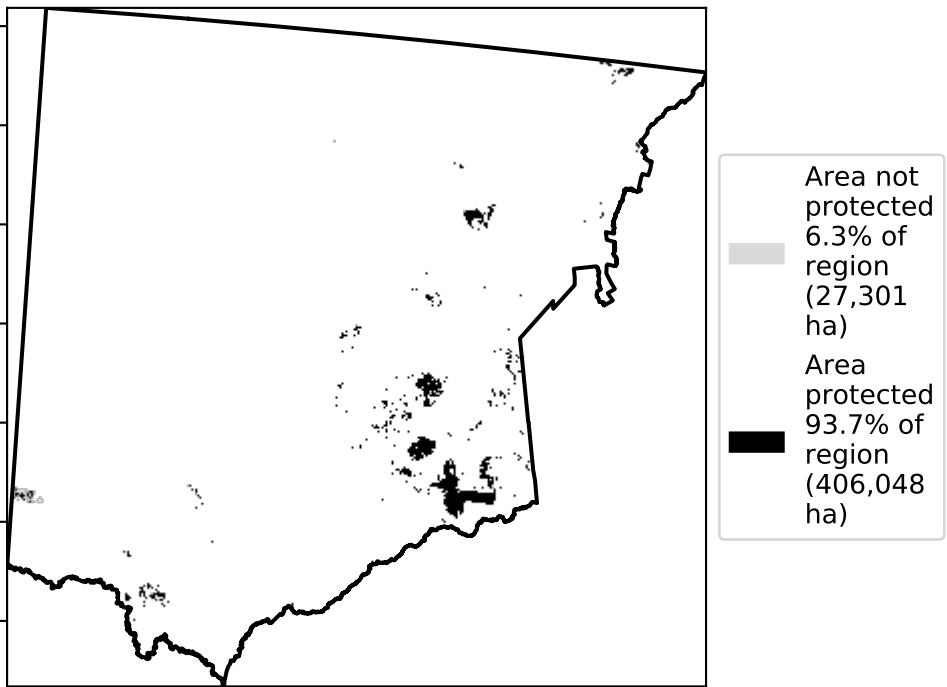 Area not
protected
6.3% of
region
(27,301
ha)
Area
protected
93.7% of
region
(406,048
ha)